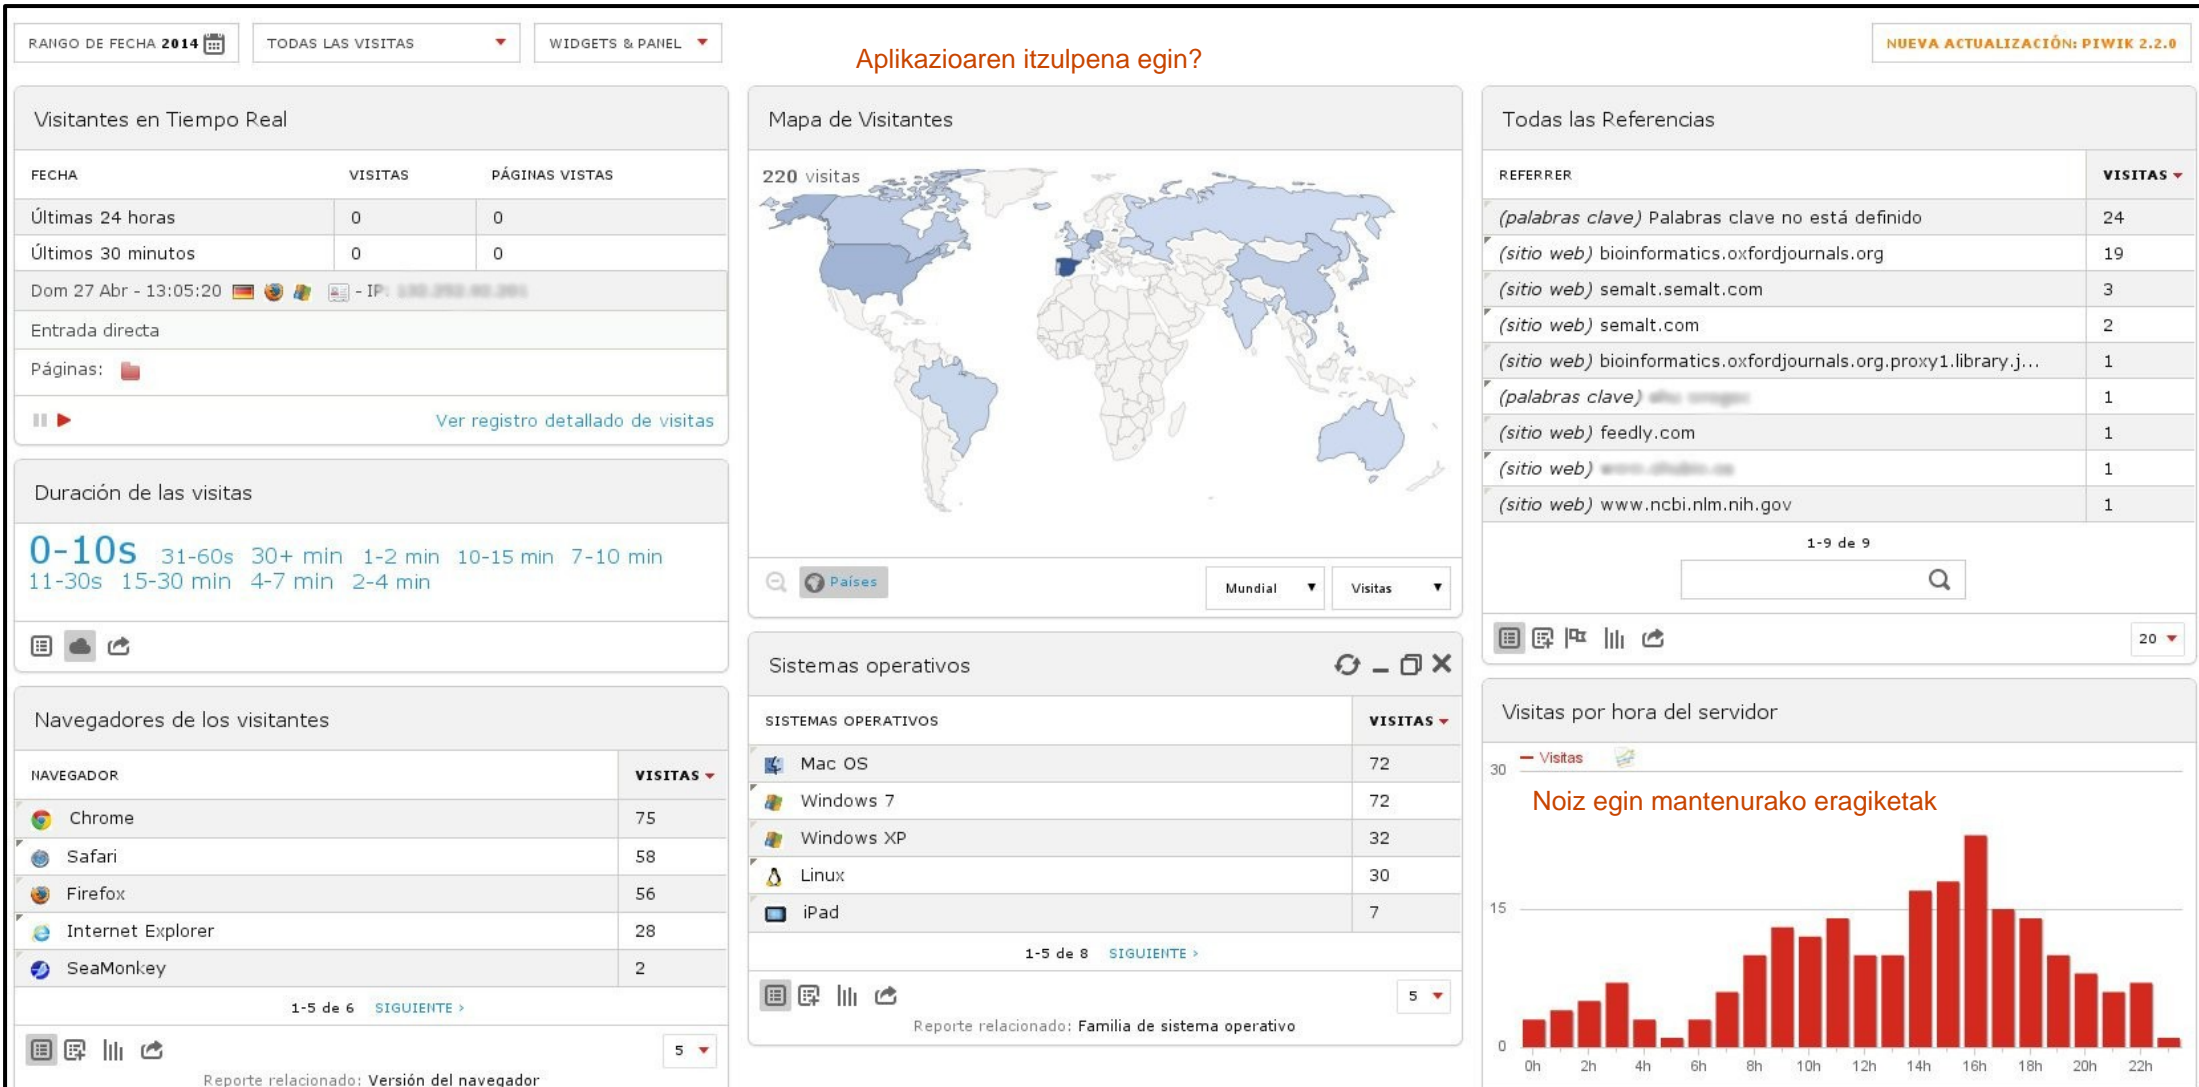 RANGO DE FECHA 2014
TODAS LAS VISITAS
WIDGETS & PANEL
Aplikazioaren itzulpena egin?
NUEVA ACTUALIZACIÓN: PIWIK 2.2.0
Visitantes en Tiempo Real
FECHA VISITAS PÁGINAS VISTAS
Últimas 24 horas 0 0
Últimos 30 minutos 0 0
Dom 27 Abr - 13:05:20 - IP:
Entrada directa
Páginas:
Ver registro detallado de visitas
Duración de las visitas
0-10s 31-60s 30+ min 1-2 min 10-15 min 7-10 min
11-30s 15-30 min 4-7 min 2-4 min
Navegadores de los visitantes
NAVEGADOR VISITAS
Chrome 75
Safari 58
Firefox 56
Internet Explorer 28
SeaMonkey 2
1-5 de 6 SIGUIENTE ›
5
Reporte relacionado: Versión del navegador
Mapa de Visitantes
220 visitas
Países
Mundial
Visitas
Sistemas operativos
SISTEMAS OPERATIVOS VISITAS
Mac OS 72
Windows 7 72
Windows XP 32
Linux 30
iPad 7
1-5 de 8 SIGUIENTE ›
5
Reporte relacionado: Familia de sistema operativo
Todas las Referencias
REFERRER VISITAS
(palabras clave) Palabras clave no está definido 24
(sitio web) bioinformatics.oxfordjournals.org 19
(sitio web) semalt.semalt.com 3
(sitio web) semalt.com 2
(sitio web) bioinformatics.oxfordjournals.org.proxy1.library.j... 1
(palabras clave) 1
(sitio web) feedly.com 1
(sitio web) 1
(sitio web) www.ncbi.nlm.nih.gov 1
1-9 de 9
20
Visitas por hora del servidor
Visitas
30
Noiz egin mantenurako eragiketak
15
0
0h 2h 4h 6h 8h 10h 12h 14h 16h 18h 20h 22h